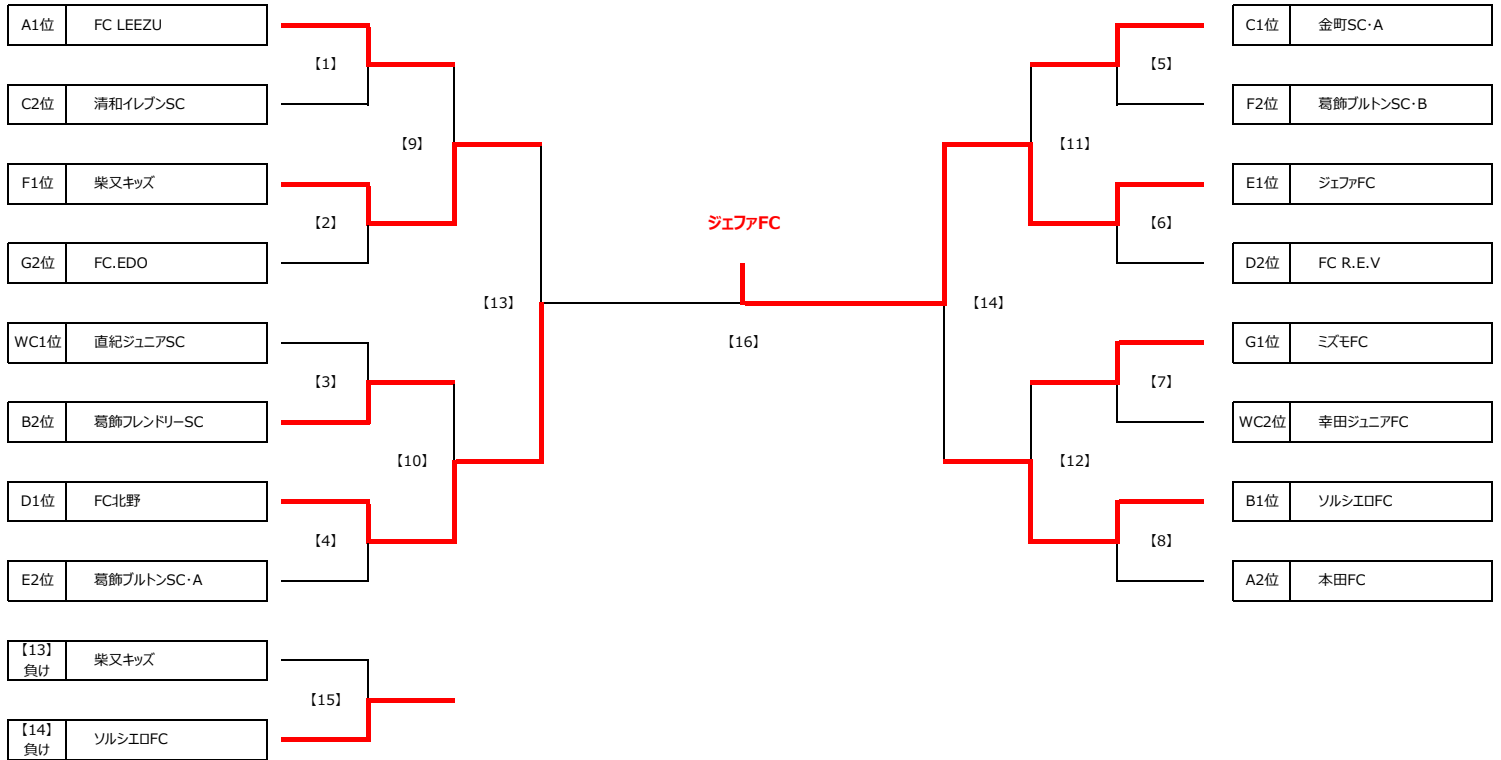 A1位 FC LEEZU
【1】
C2位 清和イレブンSC
【9】
F1位 柴又キッズ
【2】
G2位 FC.EDO
【13】
WC1位 直紀ジュニアSC
【3】
B2位 葛飾フレンドリーSC
【10】
D1位 FC北野
【4】
E2位 葛飾ブルトンSC·A
【13】
負け 柴又キッズ
【15】
【14】
負け ソルシエロFC
ジェファFC
【16】
C1位 金町SC·A
【5】
F2位 葛飾ブルトンSC·B
【11】
E1位 ジェファFC
【6】
D2位 FC R.E.V
【14】
G1位 ミズモFC
【7】
WC2位 幸田ジュニアFC
【12】
B1位 ソルシエロFC
【8】
A2位 本田FC